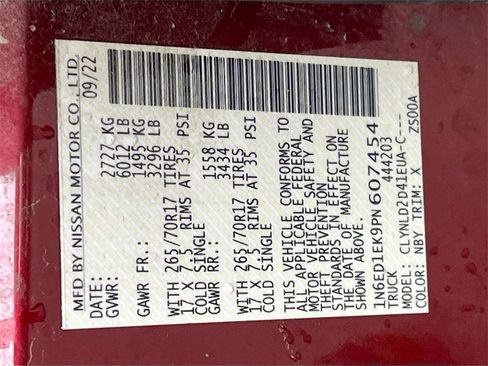 MFD BY NISSAN MOTOR CO., LTD.
DATE: 09/22
GVWR: 2727 KG
6012 LB
GAWR FR.: 1495 KG
3296 LB
WITH 265/70R17 TIRES
17 X 7.5 RIMS AT 35 PSI
COLD SINGLE
GAWR RR.: 1558 KG
3434 LB
WITH 265/70R17 TIRES
17 X 7.5 RIMS AT 35 PSI
COLD SINGLE
THIS VEHICLE CONFORMS TO
ALL APPLICABLE FEDERAL
MOTOR VEHICLE SAFETY AND
THEFT PREVENTION
STANDARDS IN EFFECT ON
THE DATE OF MANUFACTURE
SHOWN ABOVE.
1N6ED1EK9PN607454
TRUCK 444203
MODEL: CLYNLD2D41EUA-C---
COLOR: NBY TRIM: X ZS00A